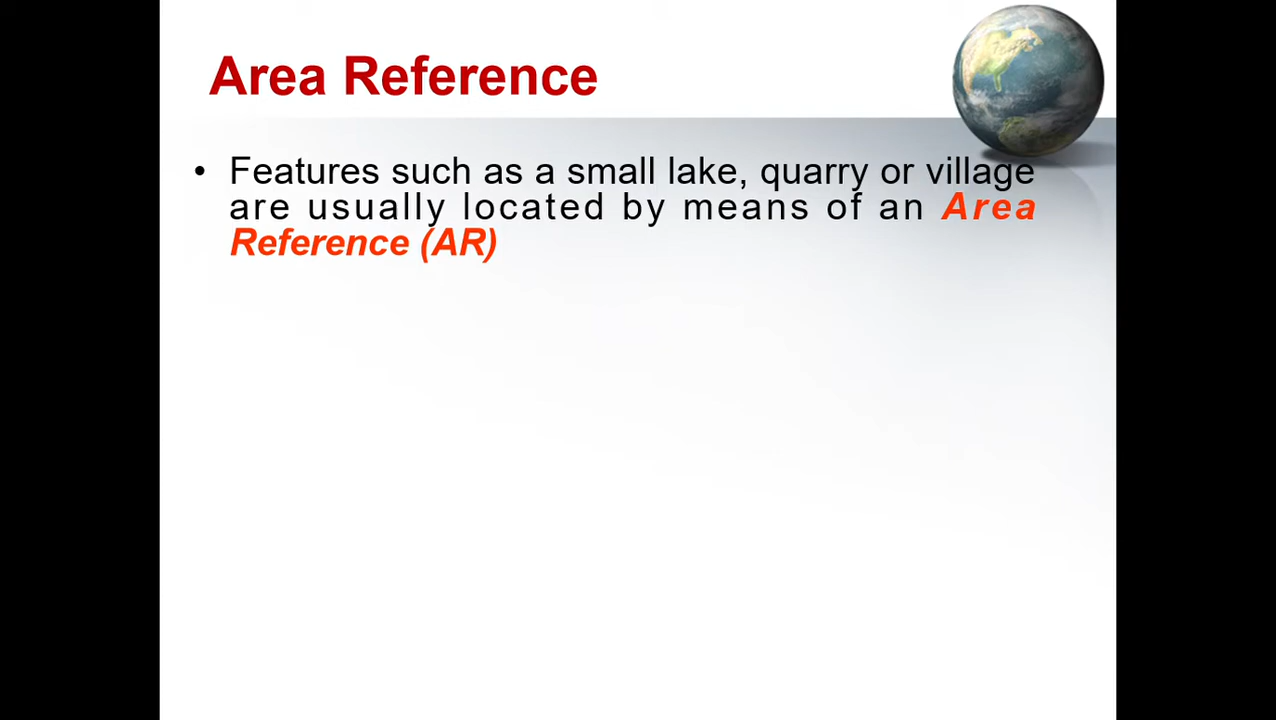 Area Reference
• Features such as a small lake, quarry or village
are usually located by means of an Area
Reference (AR)